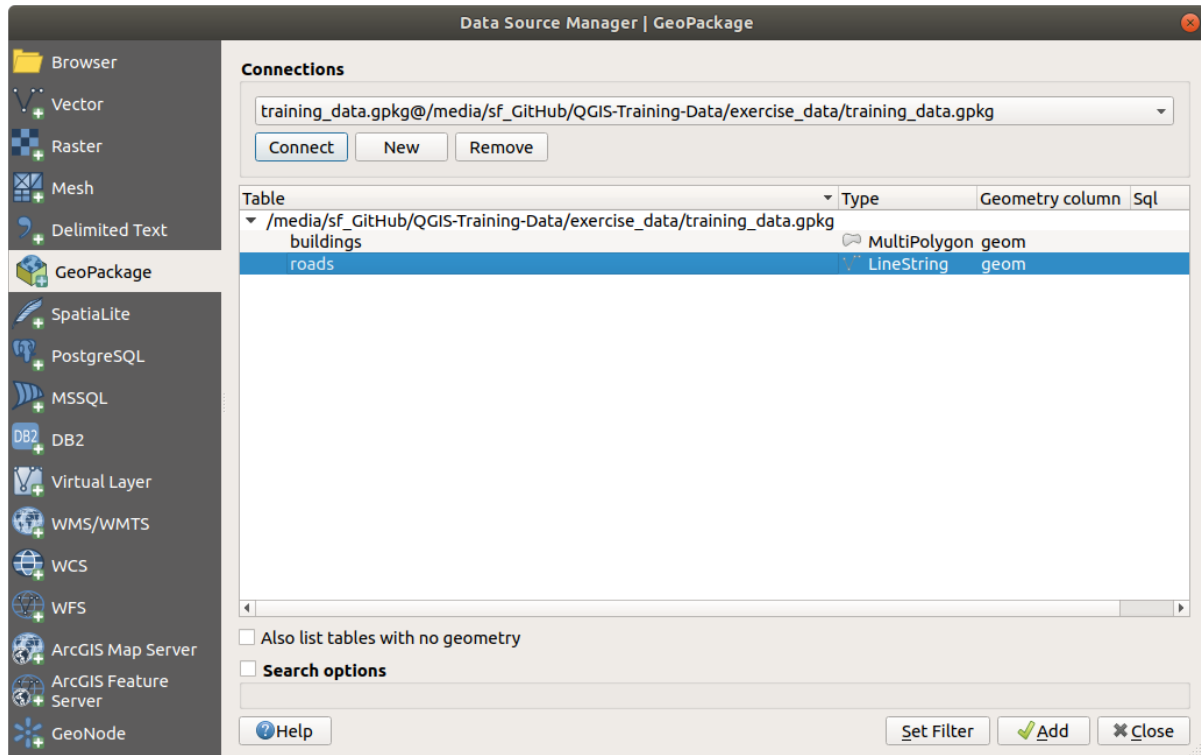 Data Source Manager | GeoPackage
Browser
Vector
Raster
Mesh
Delimited Text
GeoPackage
SpatiaLite
PostgreSQL
MSSQL
DB2
DB2
Virtual Layer
WMS/WMTS
WCS
WFS
ArcGIS Map Server
ArcGIS Feature
Server
GeoNode
Connections
training_data.gpkg@/media/sf_GitHub/QGIS-Training-Data/exercise_data/training_data.gpkg
Connect New Remove
Table Type Geometry column Sql
/media/sf_GitHub/QGIS-Training-Data/exercise_data/training_data.gpkg
buildings MultiPolygon geom
roads LineString geom
Also list tables with no geometry
Search options
Help Set Filter Add Close